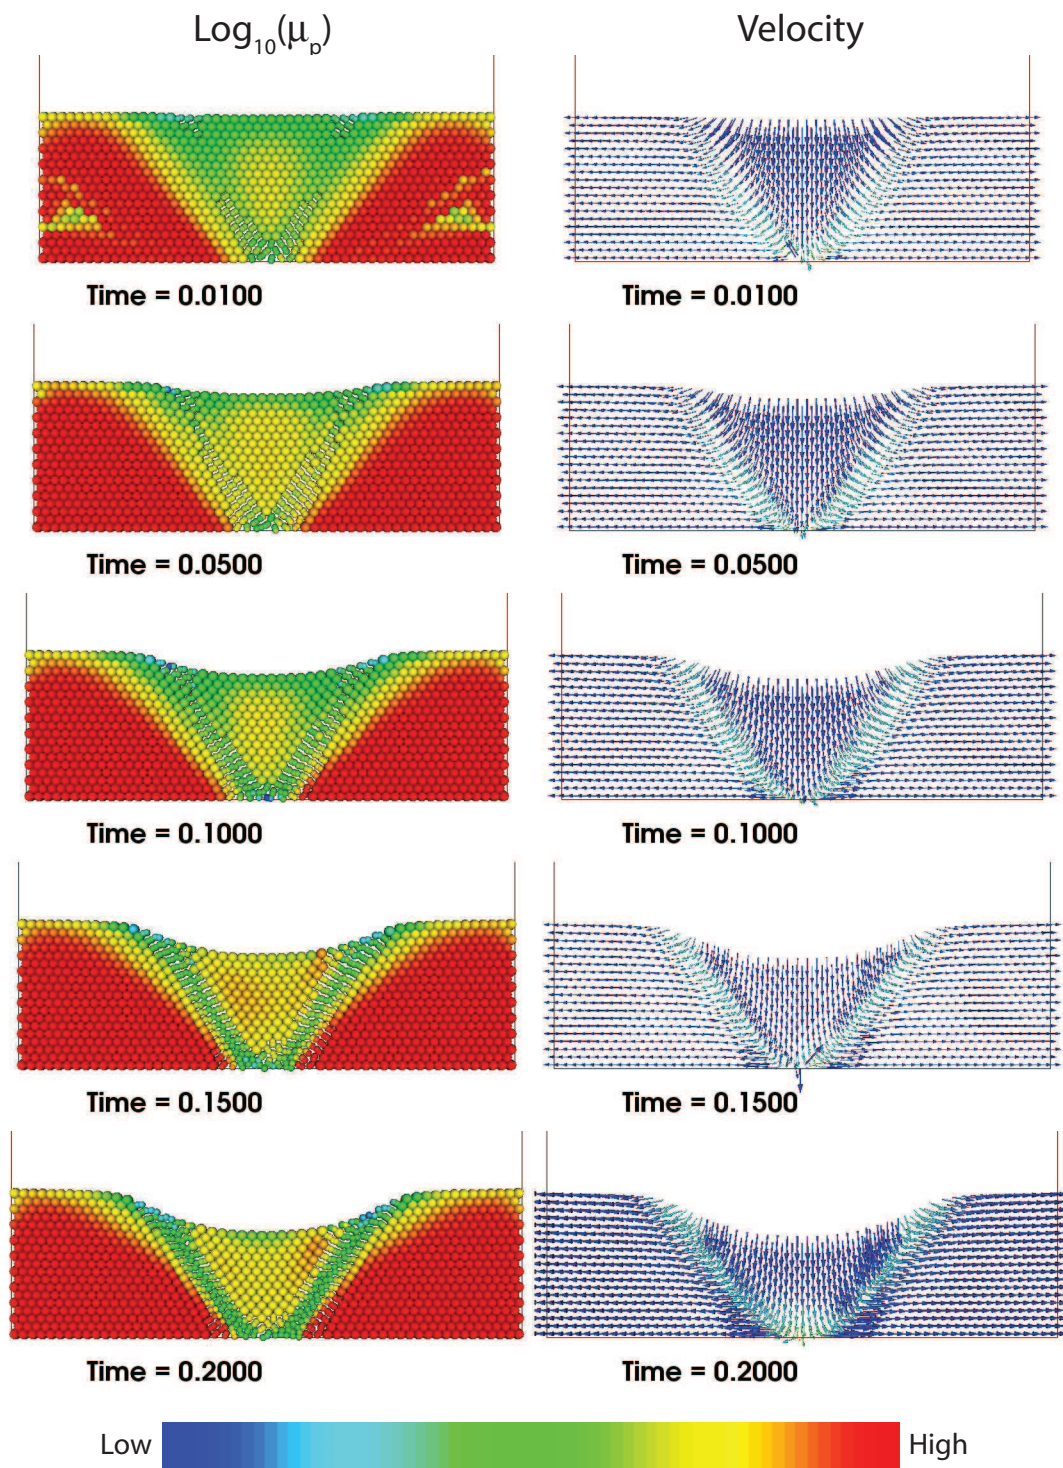 Log₁₀(μₚ) Velocity
Time = 0.0100 Time = 0.0100
Time = 0.0500 Time = 0.0500
Time = 0.1000 Time = 0.1000
Time = 0.1500 Time = 0.1500
Time = 0.2000 Time = 0.2000
Low High